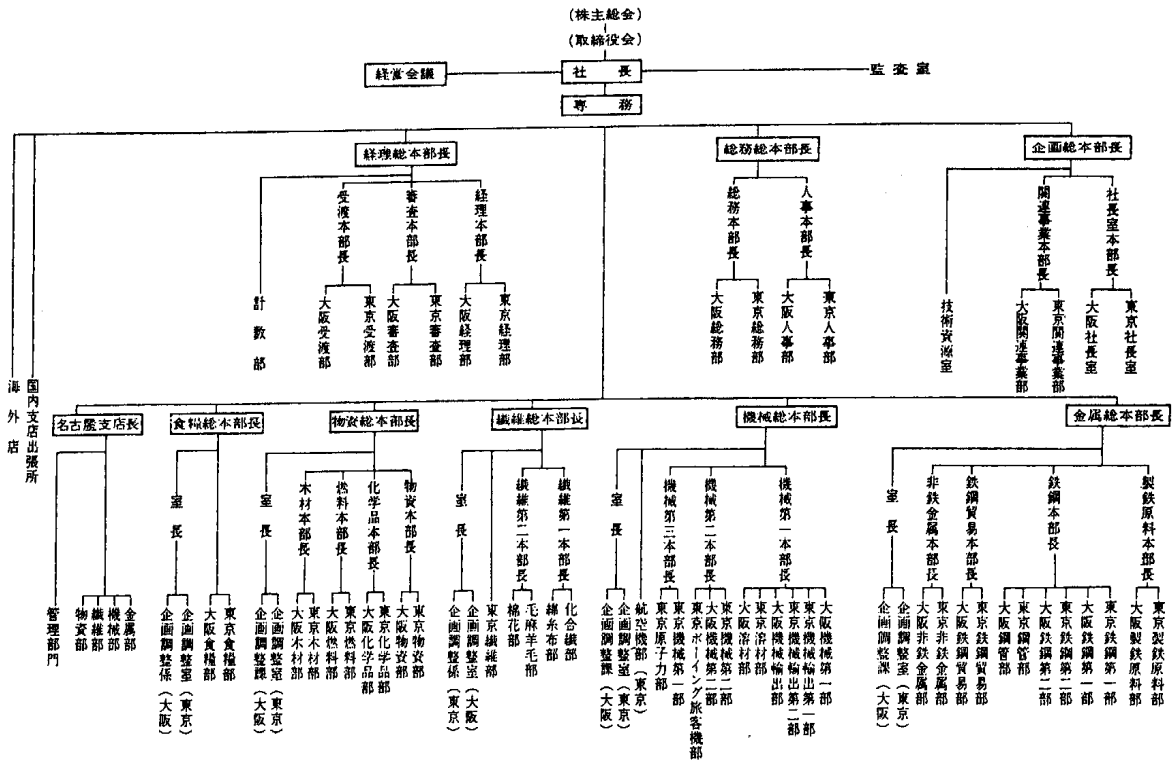 (株主総会)
(取締役会)
経営会議
社長
監査室
専務
経理総本部長
総務総本部長
企画総本部長
受渡本部長
審査本部長
経理本部長
総務本部長
人事本部長
関連事業本部長
社長室本部長
計数部
大阪受渡部
東京受渡部
大阪審査部
東京審査部
大阪経理部
東京経理部
大阪総務部
東京総務部
大阪人事部
東京人事部
技術資源室
大阪関連事業部
東京関連事業部
大阪社長室
東京社長室
海外店
国内支店出張所
名古屋支店長
食糧総本部長
物資総本部長
繊維総本部長
機械総本部長
金属総本部長
室長
室長
木材本部長
燃料本部長
化学品本部長
物資本部長
室長
繊維第二本部長
繊維第一本部長
室長
機械第三本部長
機械第二本部長
機械第一本部長
室長
非鉄金属本部長
鉄鋼貿易本部長
鉄鋼本部長
製鉄原料本部長
管理部門
物資部
繊維部
機械部
金属部
企画調整係(大阪)
企画調整室(東京)
大阪食糧部
東京食糧部
企画調整課(大阪)
企画調整室(東京)
大阪木材部
東京木材部
大阪燃料部
東京燃料部
大阪化学品部
東京化学品部
大阪物資部
東京物資部
企画調整係(東京)
企画調整室(大阪)
東京繊維部
棉花部
毛麻羊毛部
綿糸布部
化合繊部
企画調整課(大阪)
企画調整室(東京)
航空機部(東京)
東京原子力部
東京機械第一部
東京ボーイング旅客機部
大阪機械第二部
東京機械第二部
大阪溶材部
東京溶材部
大阪機械輸出部
東京機械輸出第二部
東京機械輸出第一部
大阪機械第一部
企画調整課(大阪)
企画調整室(東京)
大阪非鉄金属部
東京非鉄金属部
大阪鉄鋼貿易部
東京鉄鋼貿易部
大阪鋼管部
東京鋼管部
大阪鉄鋼第二部
東京鉄鋼第二部
大阪鉄鋼第一部
東京鉄鋼第一部
大阪製鉄原料部
東京製鉄原料部